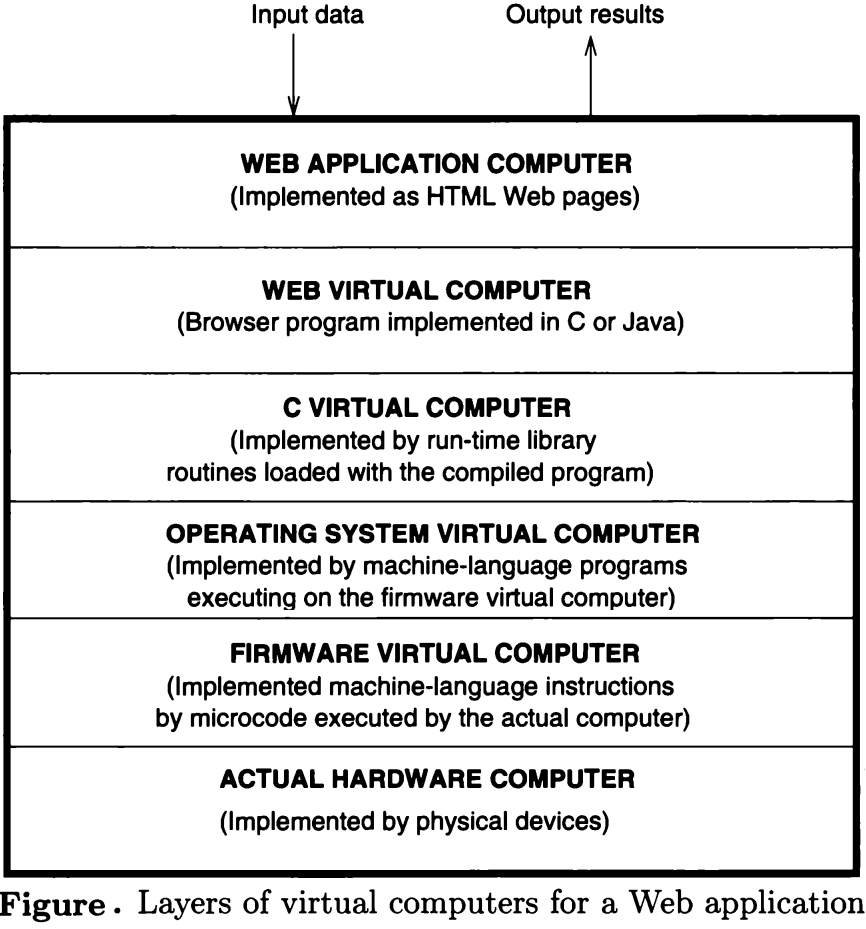 Input data Output results
WEB APPLICATION COMPUTER
(Implemented as HTML Web pages)
WEB VIRTUAL COMPUTER
(Browser program implemented in C or Java)
C VIRTUAL COMPUTER
(Implemented by run-time library
routines loaded with the compiled program)
OPERATING SYSTEM VIRTUAL COMPUTER
(Implemented by machine-language programs
executing on the firmware virtual computer)
FIRMWARE VIRTUAL COMPUTER
(Implemented machine-language instructions
by microcode executed by the actual computer)
ACTUAL HARDWARE COMPUTER
(Implemented by physical devices)
Figure. Layers of virtual computers for a Web application